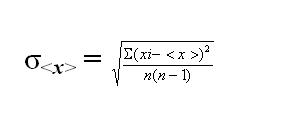 σ<x> = √(Σ(xi− <x>)²/n(n−1))